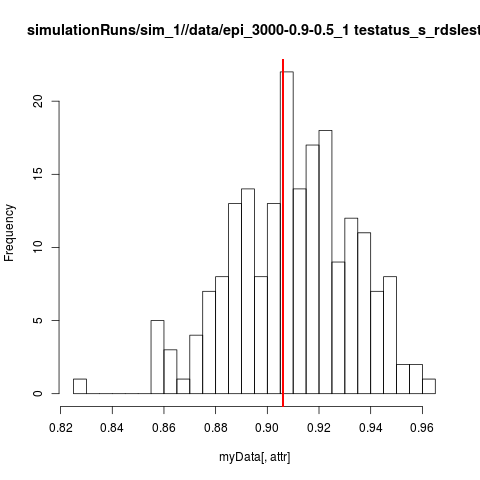 simulationRuns/sim_1//data/epi_3000-0.9-0.5_1 testatus_s_rdslest
Frequency
20
15
10
5
0
0.82 0.84 0.86 0.88 0.90 0.92 0.94 0.96
myData[, attr]